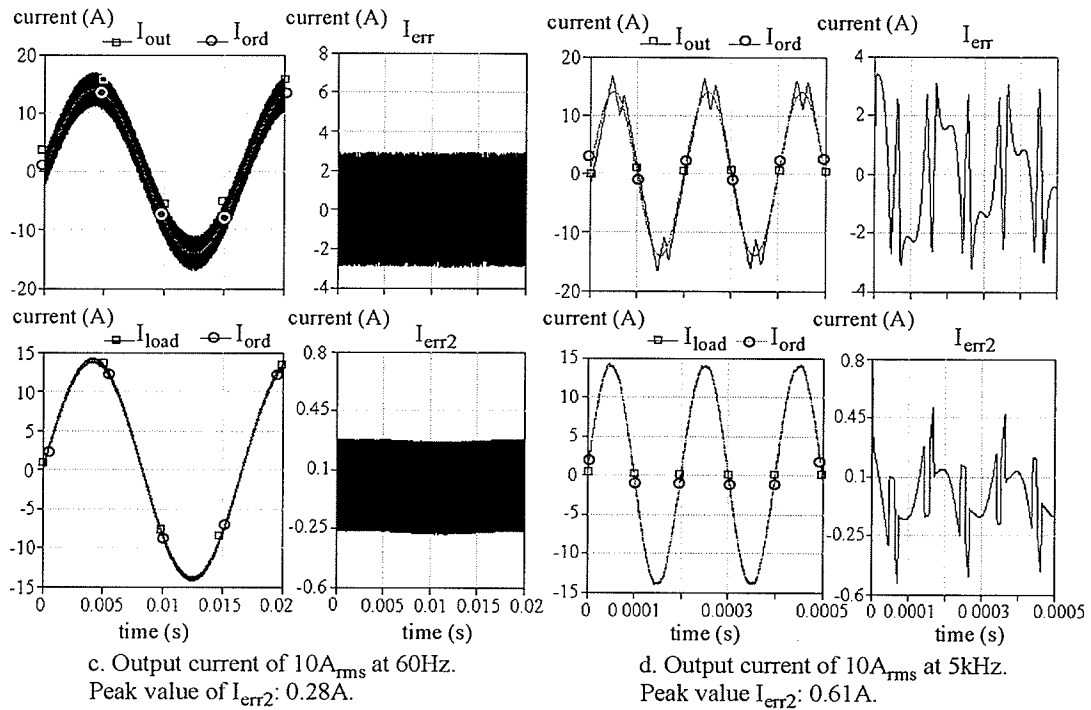 current (A)
I_out I_ord
20
10
0
-10
-20
I_err
8
6
4
2
0
-2
-4
current (A)
I_out I_ord
20
10
0
-10
-20
current (A)
I_err
4
2
0
-2
-4
current (A)
I_load I_ord
15
10
5
0
-5
-10
-15
0 0.005 0.01 0.015 0.02
time (s)
current (A)
I_err2
0.8
0.45
0.1
-0.25
-0.6
0 0.005 0.01 0.015 0.02
time (s)
current (A)
I_load I_ord
15
10
5
0
-5
-10
-15
0 0.0001 0.0003 0.0005
time (s)
current (A)
I_err2
0.8
0.45
0.1
-0.25
-0.6
0 0.0001 0.0003 0.0005
time (s)
c. Output current of 10A_rms at 60Hz.
Peak value of I_err2: 0.28A.
d. Output current of 10A_rms at 5kHz.
Peak value I_err2: 0.61A.